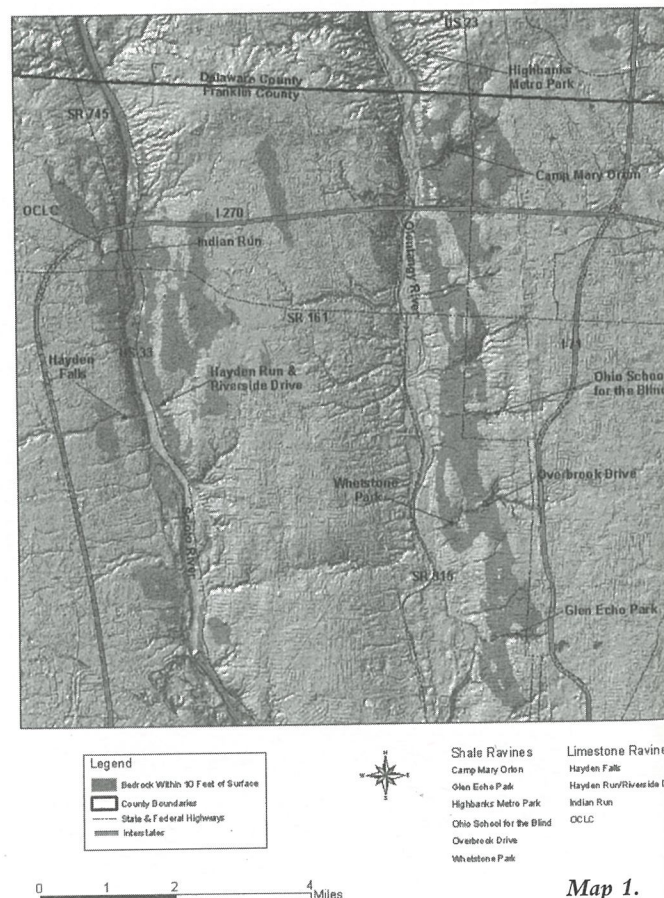 US 23
Highbanks
Metro Park
Delaware County
Franklin County
SR 745
Camp Mary Orton
OCLC
I-270
Indian Run
Olentangy River
SR 161
I-71
US 33
Hayden
Falls
Hayden Run &
Riverside Drive
Ohio School
for the Blind
Overbrook Drive
Whetstone
Park
Scioto River
SR 315
Glen Echo Park
Legend
Bedrock Within 10 Feet of Surface
County Boundaries
State & Federal Highways
Interstates
N
W E
S
Shale Ravines
Camp Mary Orton
Glen Echo Park
Highbanks Metro Park
Ohio School for the Blind
Overbrook Drive
Whetstone Park
Limestone Ravine
Hayden Falls
Hayden Run/Riverside D
Indian Run
OCLC
0 1 2 4 Miles
Map 1.